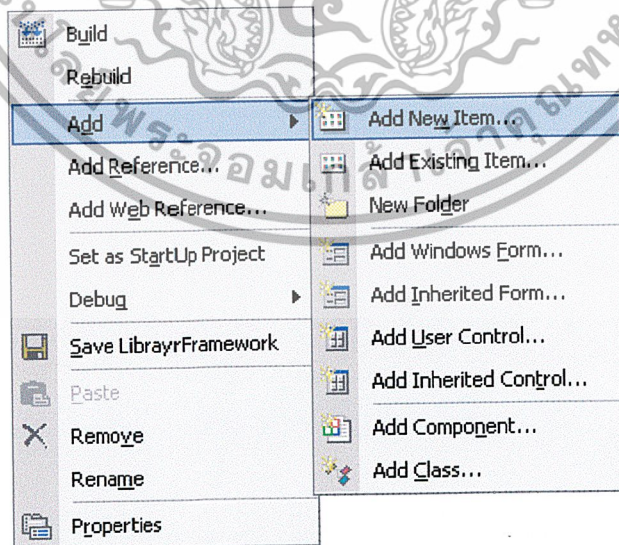 Build
Rebuild
Add
Add Reference...
Add Web Reference...
Set as StartUp Project
Debug
Save LibrayrFramework
Paste
Remove
Rename
Properties
Add New Item...
Add Existing Item...
New Folder
Add Windows Form...
Add Inherited Form...
Add User Control...
Add Inherited Control...
Add Component...
Add Class...